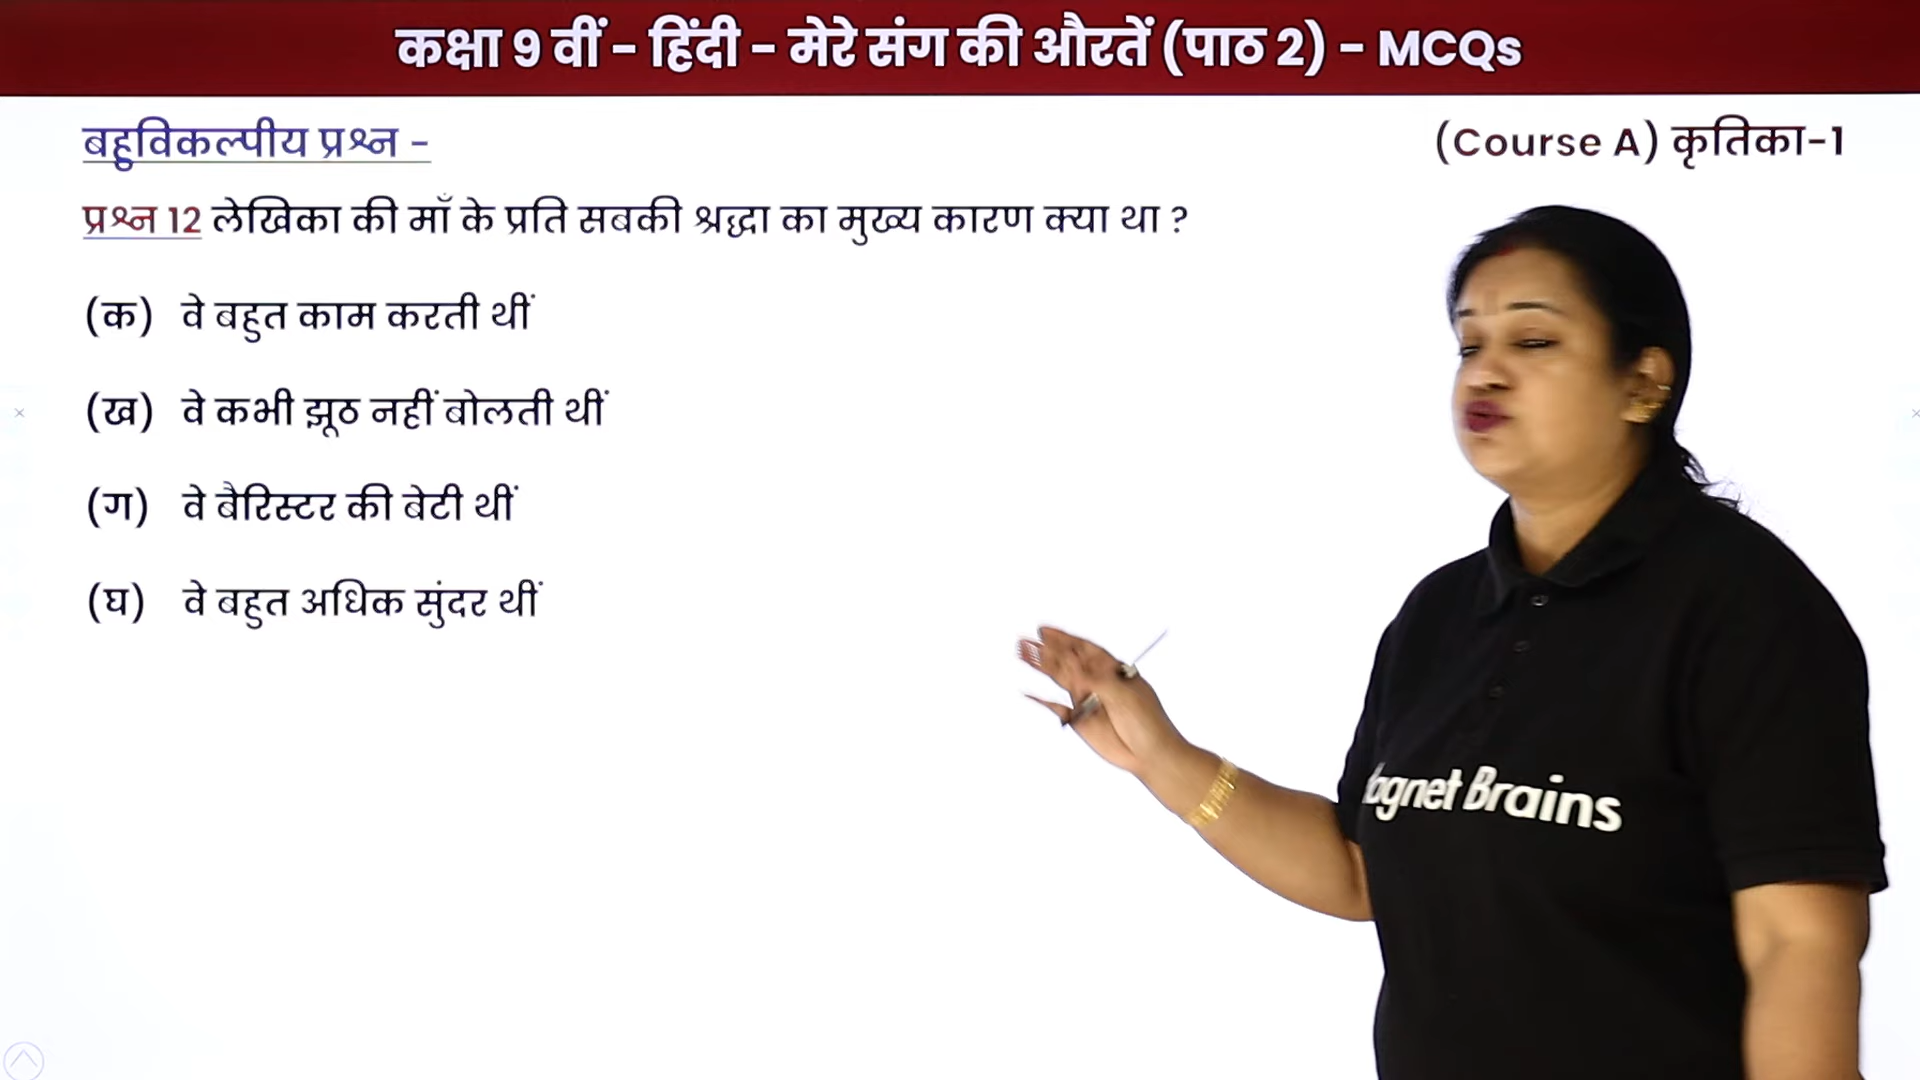 कक्षा 9 वीं – हिंदी – मेरे संग की औरतें (पाठ 2) – MCQs
बहुविकल्पीय प्रश्न –
(Course A) कृतिका-1
प्रश्न 12 लेखिका की माँ के प्रति सबकी श्रद्धा का मुख्य कारण क्या था ?
(क) वे बहुत काम करती थीं
(ख) वे कभी झूठ नहीं बोलती थीं
(ग) वे बैरिस्टर की बेटी थीं
(घ) वे बहुत अधिक सुंदर थीं
agnet Brains